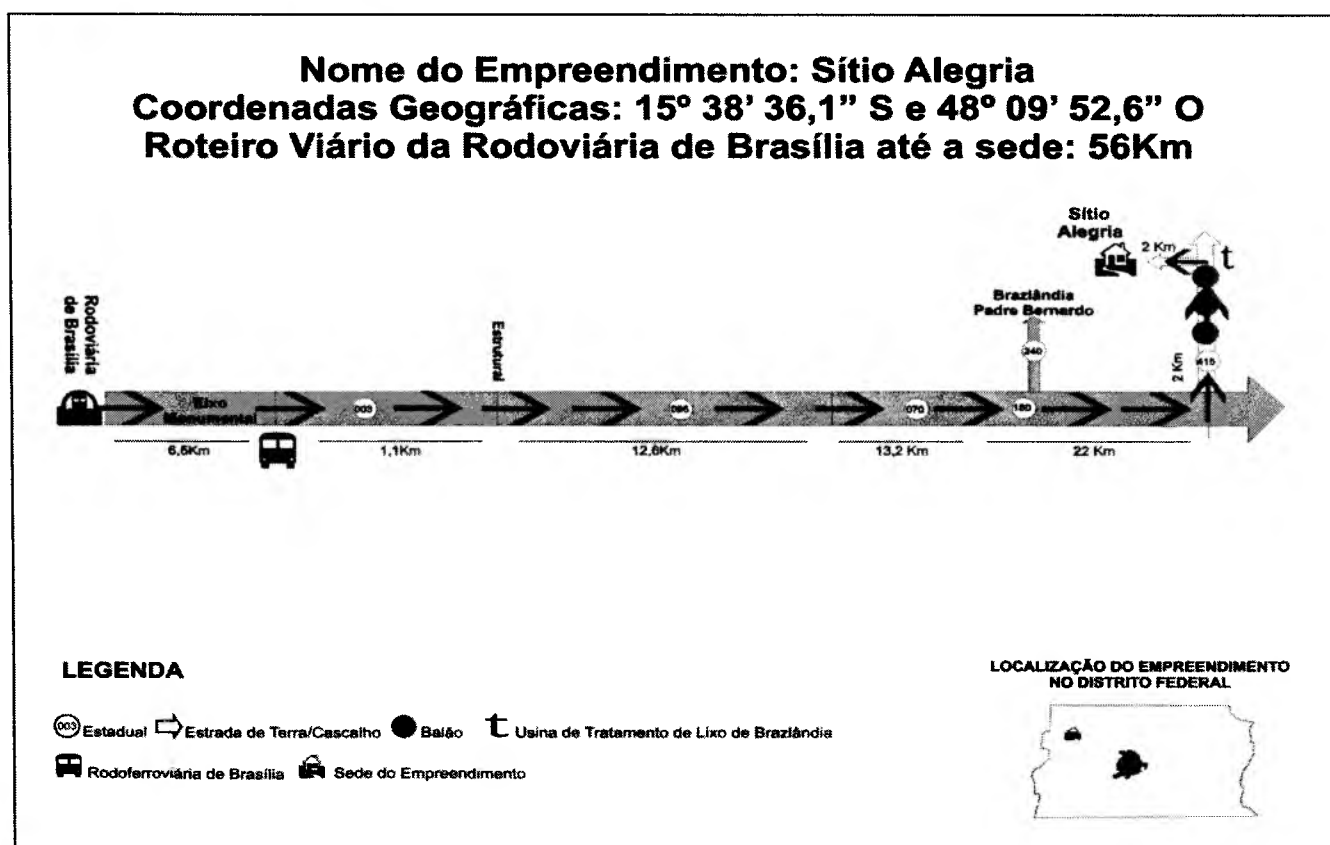 Nome do Empreendimento: Sítio Alegria
Coordenadas Geográficas: 15º 38' 36,1” S e 48º 09' 52,6” O
Roteiro Viário da Rodoviária de Brasília até a sede: 56Km
Sítio
Alegria
2 Km
t
Brazlândia
Padre Bernardo
Rodoviária
de Brasília
Estrutural
240
2 Km
415
Eixo
Monumental
003
095
070
180
6,5Km
1,1Km
12,6Km
13,2 Km
22 Km
LEGENDA
003 Estadual
Estrada de Terra/Cascalho
Balão
t Usina de Tratamento de Lixo de Brazlândia
Rodoferroviária de Brasília
Sede do Empreendimento
LOCALIZAÇÃO DO EMPREENDIMENTO
NO DISTRITO FEDERAL